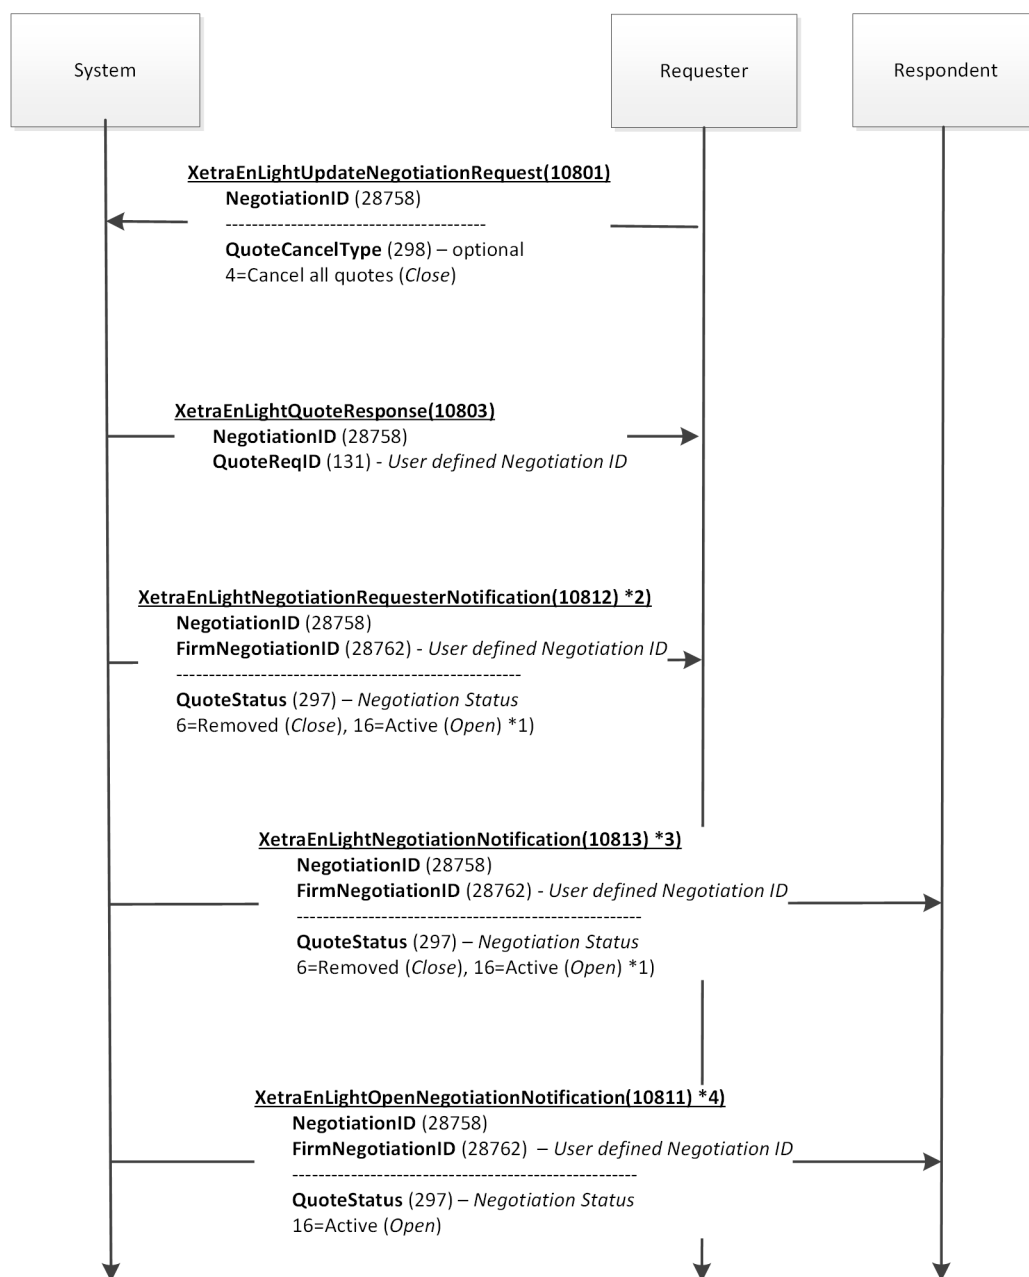 System
Requester
Respondent
XetraEnLightUpdateNegotiationRequest(10801)
NegotiationID (28758)
----------------------------------------
QuoteCancelType (298) – optional
4=Cancel all quotes (Close)
XetraEnLightQuoteResponse(10803)
NegotiationID (28758)
QuoteReqID (131) - User defined Negotiation ID
XetraEnLightNegotiationRequesterNotification(10812) *2)
NegotiationID (28758)
FirmNegotiationID (28762) - User defined Negotiation ID
-----------------------------------------------------
QuoteStatus (297) – Negotiation Status
6=Removed (Close), 16=Active (Open) *1)
XetraEnLightNegotiationNotification(10813) *3)
NegotiationID (28758)
FirmNegotiationID (28762) - User defined Negotiation ID
-----------------------------------------------------
QuoteStatus (297) – Negotiation Status
6=Removed (Close), 16=Active (Open) *1)
XetraEnLightOpenNegotiationNotification(10811) *4)
NegotiationID (28758)
FirmNegotiationID (28762) – User defined Negotiation ID
-----------------------------------------------------
QuoteStatus (297) – Negotiation Status
16=Active (Open)